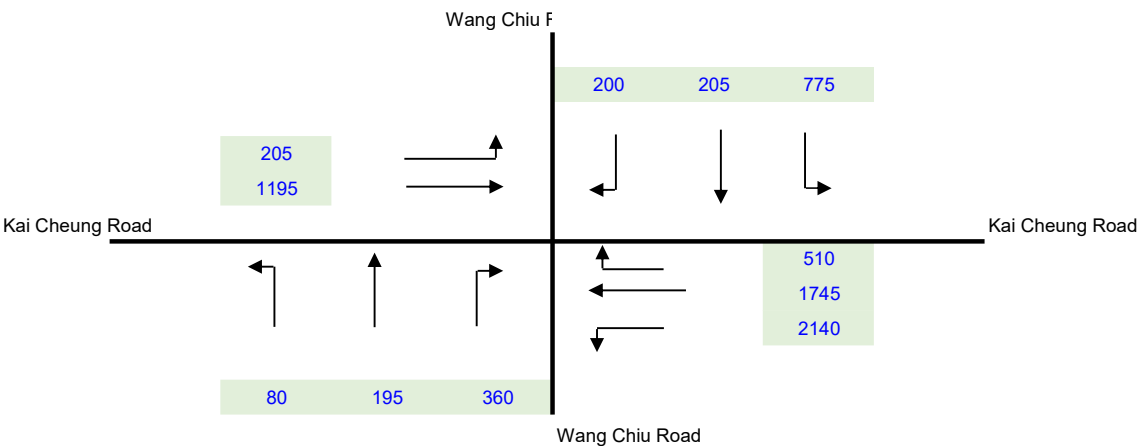 Wang Chiu F
200 205 775
205
1195
Kai Cheung Road
Kai Cheung Road
510
1745
2140
80 195 360
Wang Chiu Road